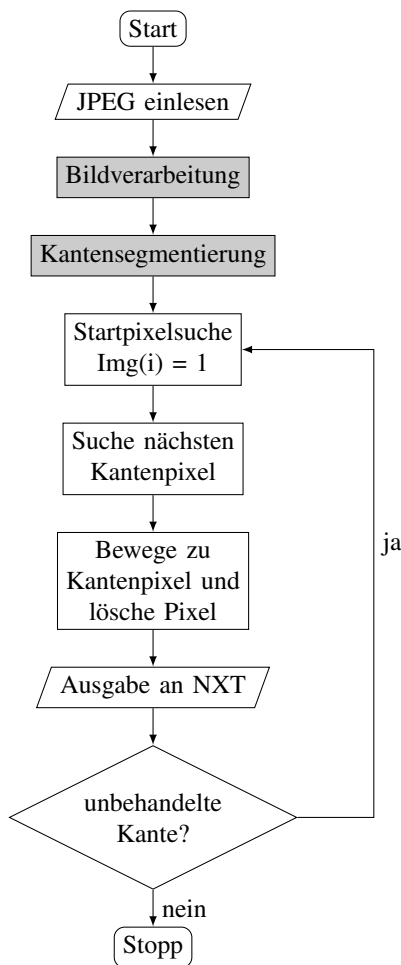 Start
JPEG einlesen
Bildverarbeitung
Kantensegmentierung
Startpixelsuche
Img(i) = 1
Suche nächsten
Kantenpixel
Bewege zu
Kantenpixel und
lösche Pixel
ja
Ausgabe an NXT
unbehandelte
Kante?
nein
Stopp